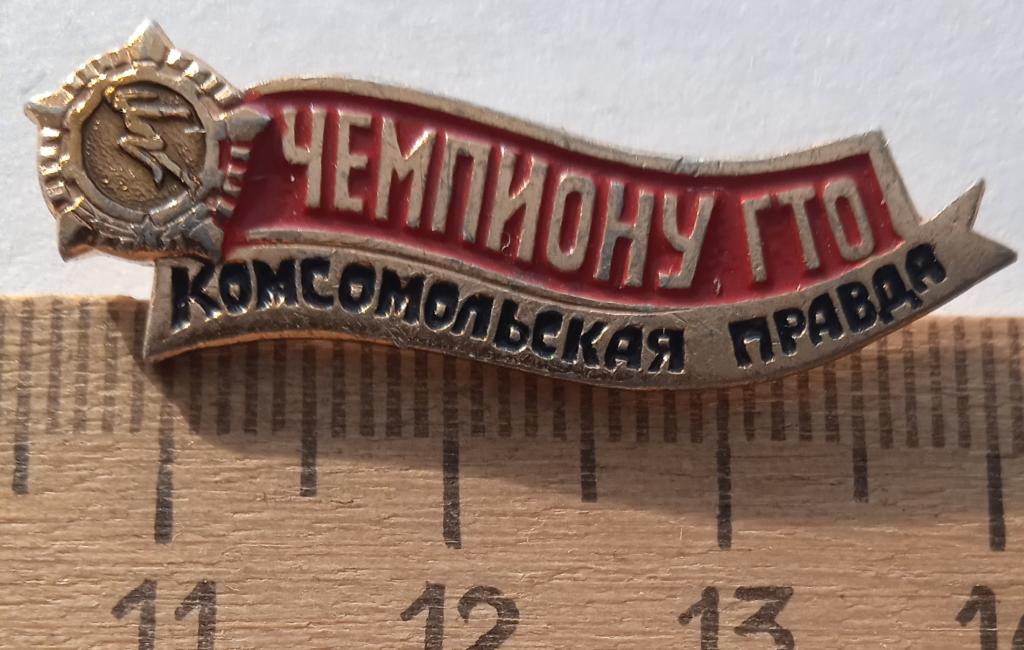 ЧЕМПИОНУ ГТО
КОМСОМОЛЬСКАЯ ПРАВДА
11 12 13